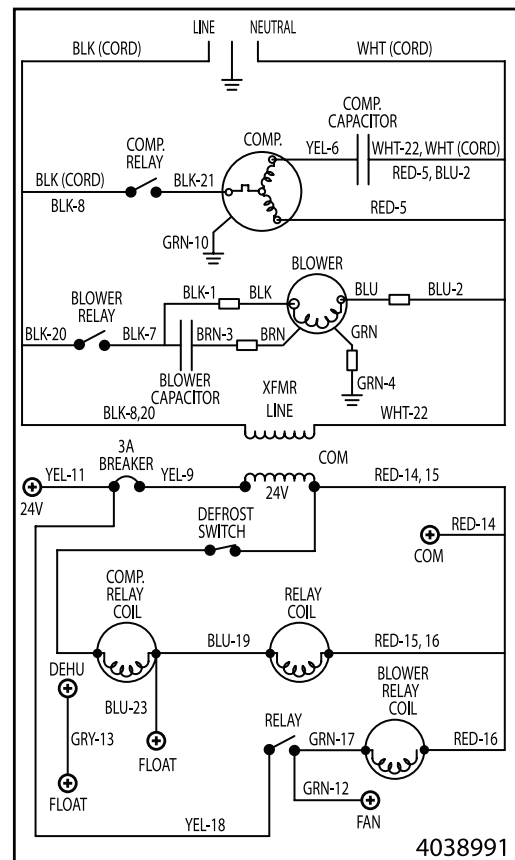 LINE NEUTRAL
BLK (CORD) WHT (CORD)
COMP.
CAPACITOR
COMP.
RELAY
COMP.
YEL-6 WHT-22, WHT (CORD)
RED-5, BLU-2
BLK (CORD) BLK-21
BLK-8
RED-5
GRN-10
BLOWER
BLOWER
RELAY
BLK-1 BLK
BLU BLU-2
BLK-20 BLK-7
BRN-3 BRN
GRN
BLOWER
CAPACITOR
GRN-4
XFMR
LINE
BLK-8,20 WHT-22
3A
BREAKER
COM
YEL-11 YEL-9
24V
RED-14, 15
24V
DEFROST
SWITCH
RED-14
COM
COMP.
RELAY
COIL
RELAY
COIL
BLU-19
RED-15, 16
DEHU
BLU-23
BLOWER
RELAY
COIL
GRY-13
FLOAT
RELAY
GRN-17
RED-16
FLOAT
GRN-12
FAN
YEL-18
4038991